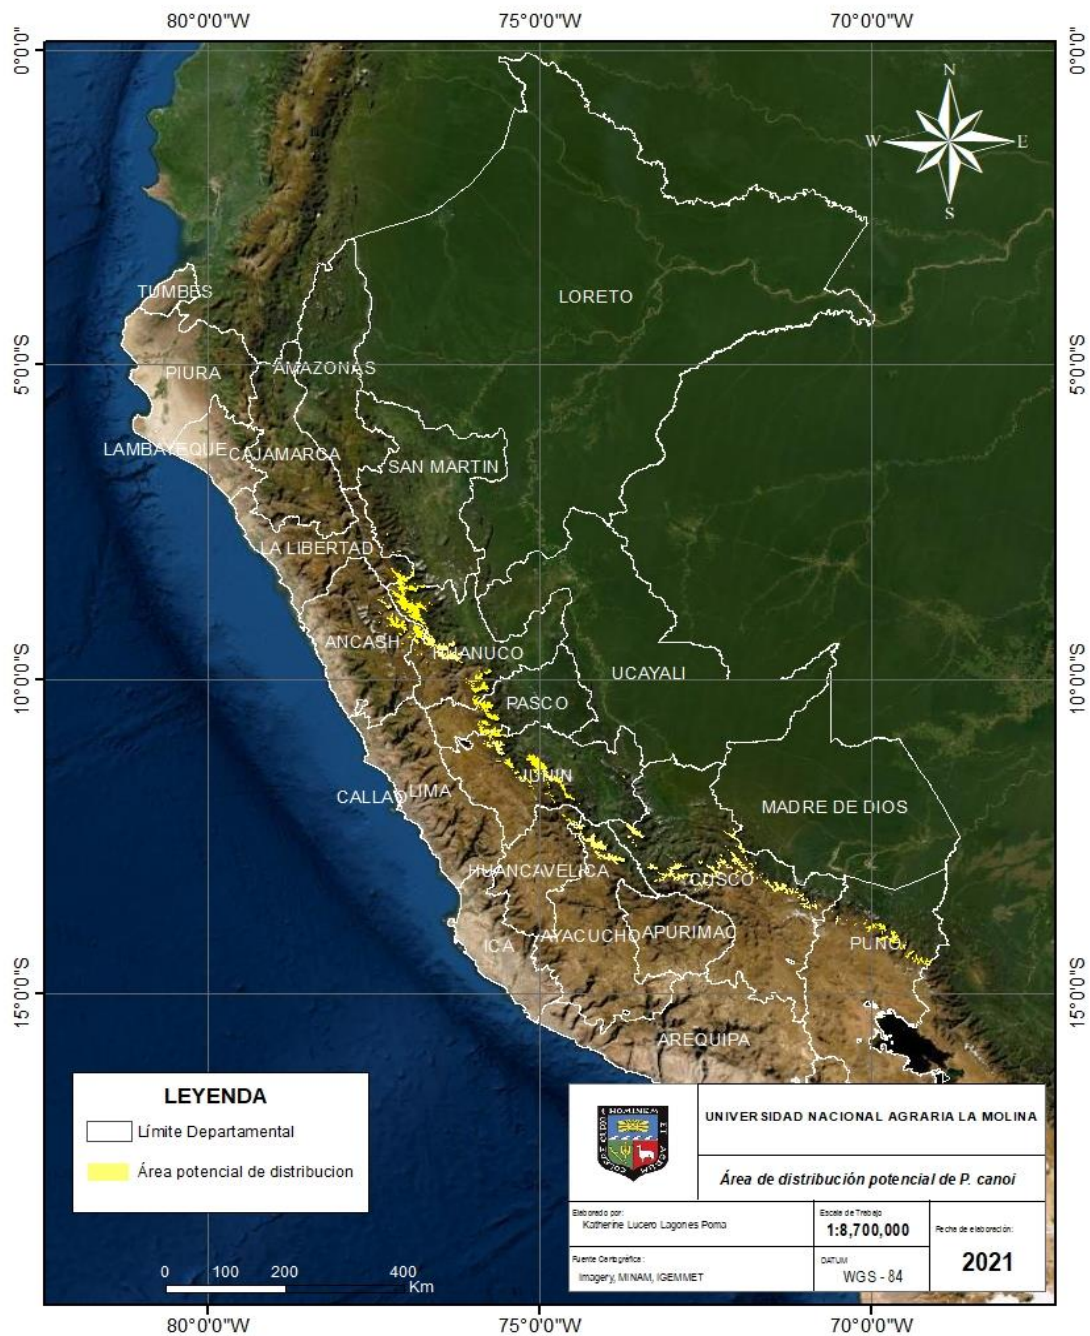 80°0'0"W
75°0'0"W
70°0'0"W
0°0'0"
0°0'0"
N
W
E
S
TUMBES
LORETO
5°0'0"S
5°0'0"S
PIURA
AMAZONAS
LAMBAYEQUE
CAJAMARCA
SAN MARTIN
LA LIBERTAD
ANCASH
HUANUCO
UCAYALI
10°0'0"S
10°0'0"S
PASCO
JUNIN
CALLAO
LIMA
MADRE DE DIOS
HUANCAVELICA
CUSCO
ICA
AYACUCHO
APURIMAC
PUNO
15°0'0"S
15°0'0"S
AREQUIPA
LEYENDA
Límite Departamental
Área potencial de distribucion
0 100 200 400
Km
UNIVERSIDAD NACIONAL AGRARIA LA MOLINA
Área de distribución potencial de P. canoi
Elaborado por:
Katherine Lucero Lagones Poma
Escala de Trabajo
1:8,700,000
Fecha de elaboración:
2021
Fuente Cartográfica:
Imagery, MINAM, IGEMMET
DATUM
WGS - 84
80°0'0"W
75°0'0"W
70°0'0"W